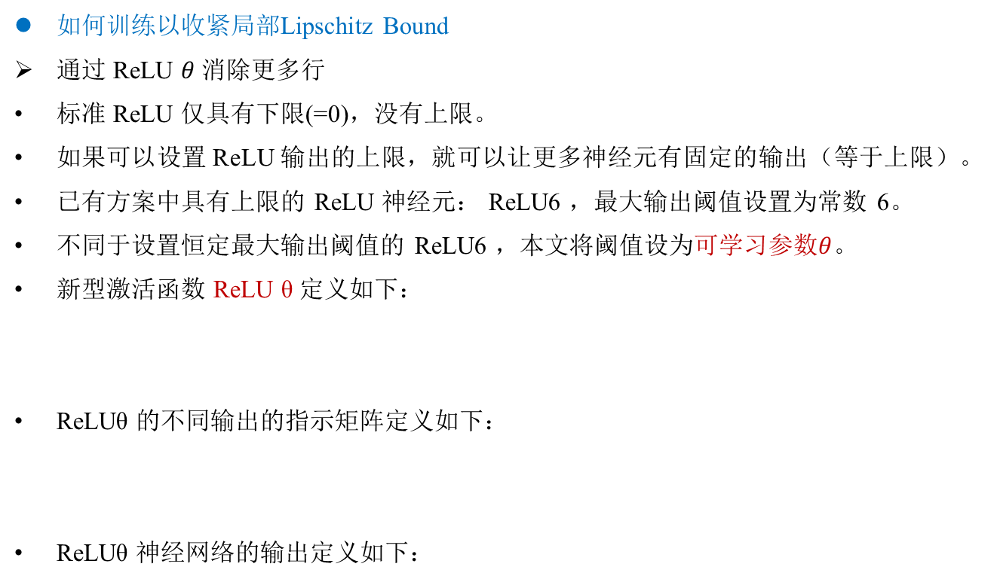 ● 如何训练以收紧局部Lipschitz Bound
➢ 通过 ReLU θ 消除更多行
• 标准 ReLU 仅具有下限(=0)，没有上限。
• 如果可以设置 ReLU 输出的上限，就可以让更多神经元有固定的输出（等于上限）。
• 已有方案中具有上限的 ReLU 神经元： ReLU6 ，最大输出阈值设置为常数 6。
• 不同于设置恒定最大输出阈值的 ReLU6 ，本文将阈值设为可学习参数θ。
• 新型激活函数 ReLU θ 定义如下：
• ReLUθ 的不同输出的指示矩阵定义如下：
• ReLUθ 神经网络的输出定义如下：